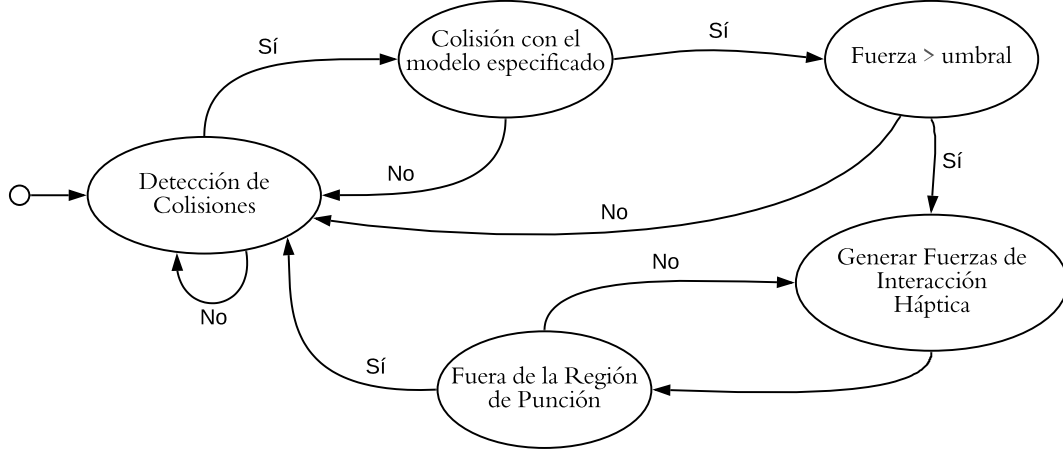 Sí
Colisión con el
modelo especificado
Sí
Fuerza > umbral
No
Detección de
Colisiones
No
Sí
No
No
Generar Fuerzas de
Interacción
Háptica
Sí
Fuera de la Región
de Punción